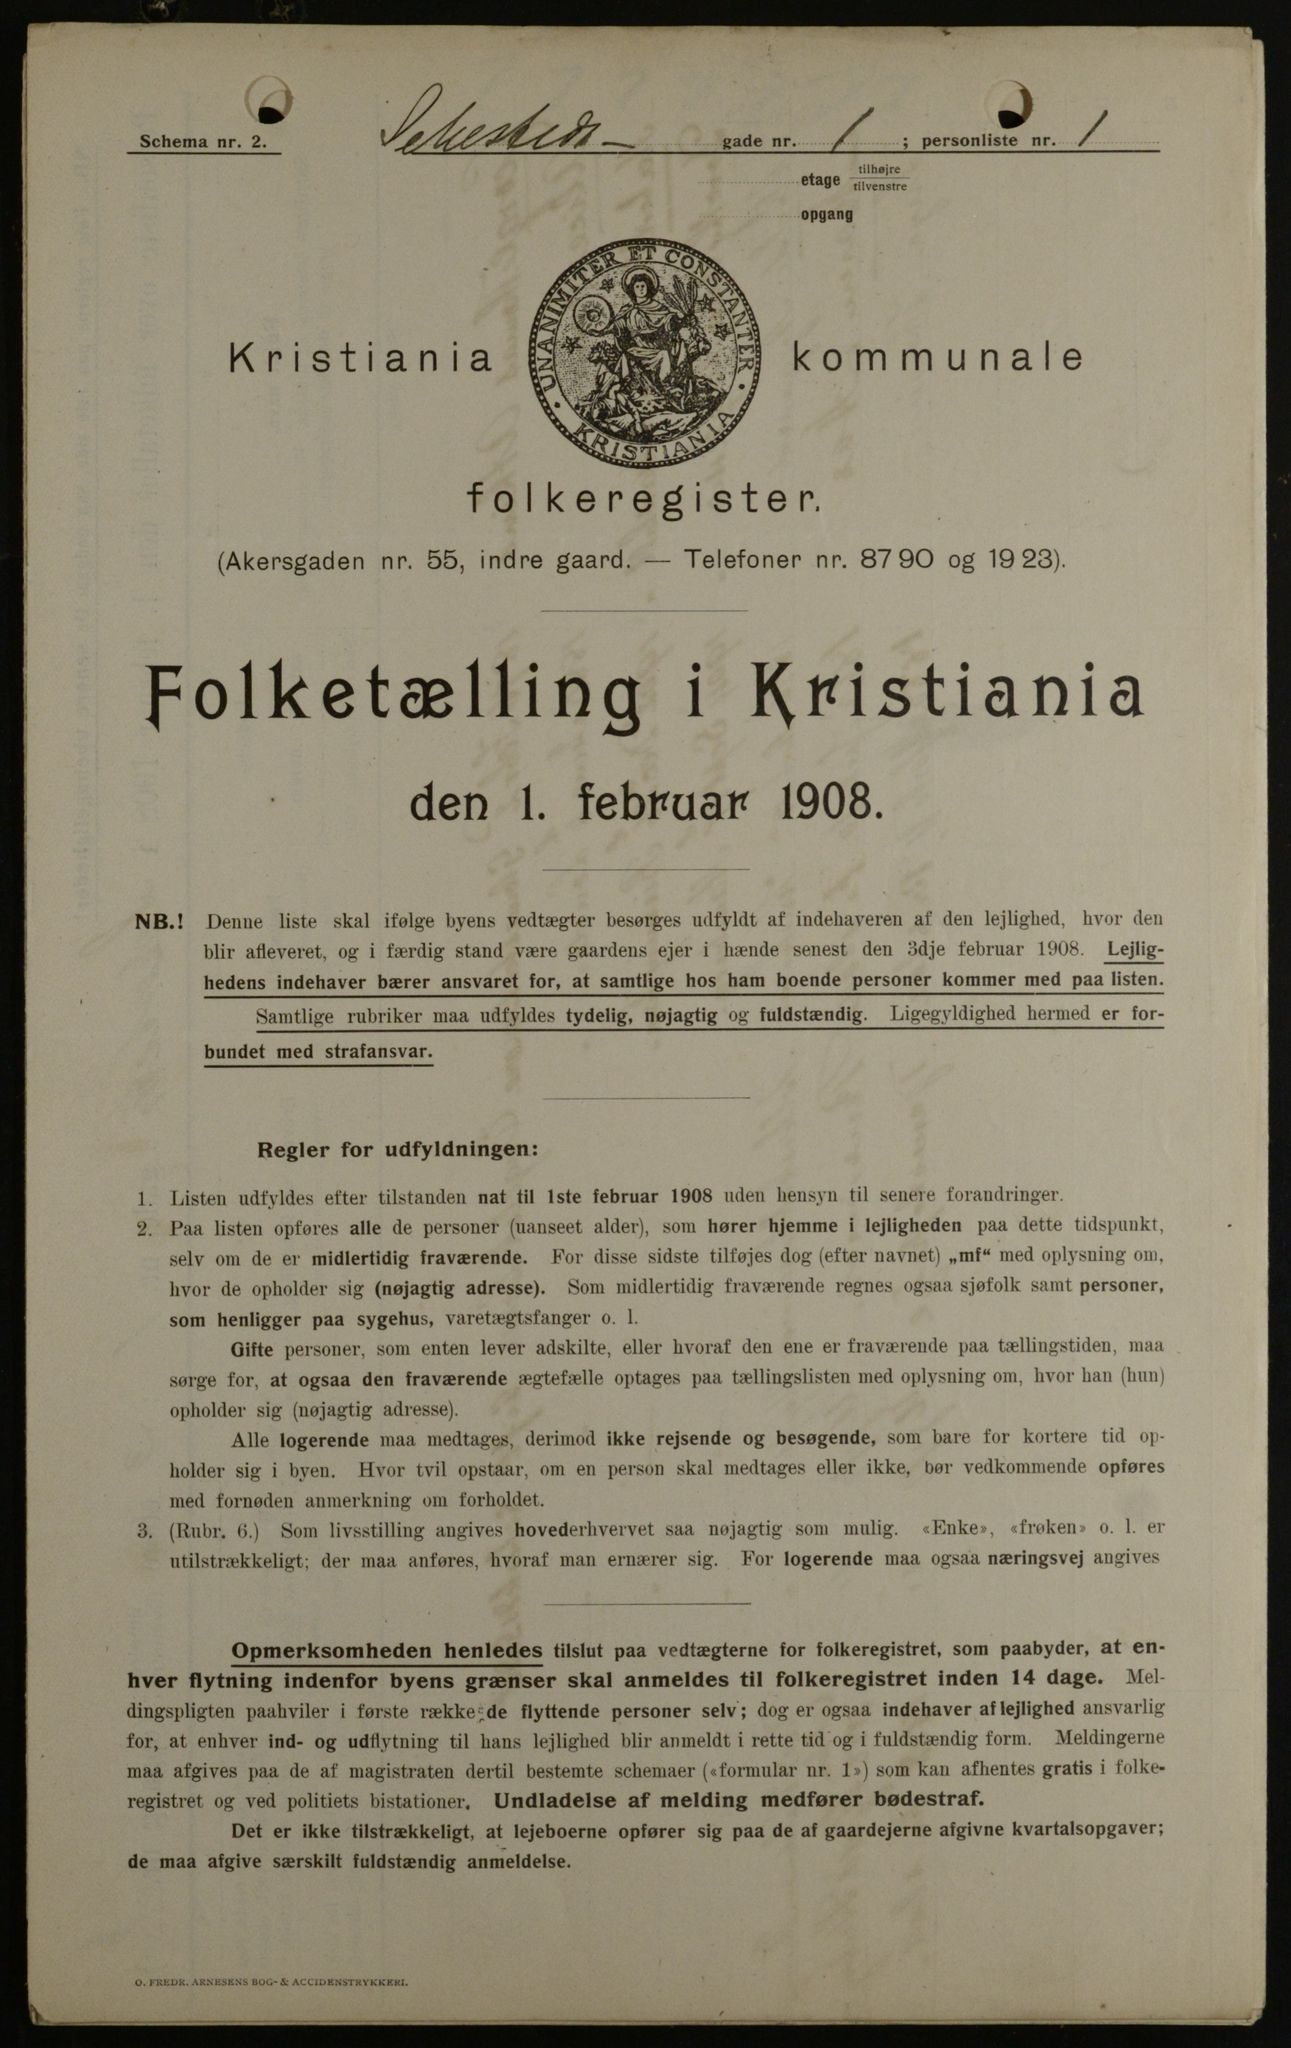 Schema nr. 2. Sehesteds- gade nr. 1 ; personliste nr. 1
etage tilhøjre tilvenstre
opgang
UNANIMITER ET CONSTANTER · KRISTIANIA ·
Kristiania kommunale
folkeregister.
(Akersgaden nr. 55, indre gaard. — Telefoner nr. 87 90 og 19 23).
Folketælling i Kristiania
den 1. februar 1908.
NB.! Denne liste skal ifølge byens vedtægter besørges udfyldt af indehaveren af den lejlighed, hvor den
blir afleveret, og i færdig stand være gaardens ejer i hænde senest den 3dje februar 1908. Lejlig-
hedens indehaver bærer ansvaret for, at samtlige hos ham boende personer kommer med paa listen.
Samtlige rubriker maa udfyldes tydelig, nøjagtig og fuldstændig. Ligegyldighed hermed er for-
bundet med strafansvar.
Regler for udfyldningen:
1. Listen udfyldes efter tilstanden nat til 1ste februar 1908 uden hensyn til senere forandringer.
2. Paa listen opføres alle de personer (uanseet alder), som hører hjemme i lejligheden paa dette tidspunkt,
selv om de er midlertidig fraværende. For disse sidste tilføjes dog (efter navnet) „mf“ med oplysning om,
hvor de opholder sig (nøjagtig adresse). Som midlertidig fraværende regnes ogsaa sjøfolk samt personer,
som henligger paa sygehus, varetægtsfanger o. l.
Gifte personer, som enten lever adskilte, eller hvoraf den ene er fraværende paa tællingstiden, maa
sørge for, at ogsaa den fraværende ægtefælle optages paa tællingslisten med oplysning om, hvor han (hun)
opholder sig (nøjagtig adresse).
Alle logerende maa medtages, derimod ikke rejsende og besøgende, som bare for kortere tid op-
holder sig i byen. Hvor tvil opstaar, om en person skal medtages eller ikke, bør vedkommende opføres
med fornøden anmerkning om forholdet.
3. (Rubr. 6.) Som livsstilling angives hovederhvervet saa nøjagtig som mulig. «Enke», «frøken» o. l. er
utilstrækkeligt; der maa anføres, hvoraf man ernærer sig. For logerende maa ogsaa næringsvej angives
Opmerksomheden henledes tilslut paa vedtægterne for folkeregistret, som paabyder, at en-
hver flytning indenfor byens grænser skal anmeldes til folkeregistret inden 14 dage. Mel-
dingspligten paahviler i første række de flyttende personer selv; dog er ogsaa indehaver af lejlighed ansvarlig
for, at enhver ind- og udflytning til hans lejlighed blir anmeldt i rette tid og i fuldstændig form. Meldingerne
maa afgives paa de af magistraten dertil bestemte schemaer («formular nr. 1») som kan afhentes gratis i folke-
registret og ved politiets bistationer. Undladelse af melding medfører bødestraf.
Det er ikke tilstrækkeligt, at lejeboerne opfører sig paa de af gaardejerne afgivne kvartalsopgaver;
de maa afgive særskilt fuldstændig anmeldelse.
O. FREDR. ARNESENS BOG- & ACCIDENSTRYKKERI.